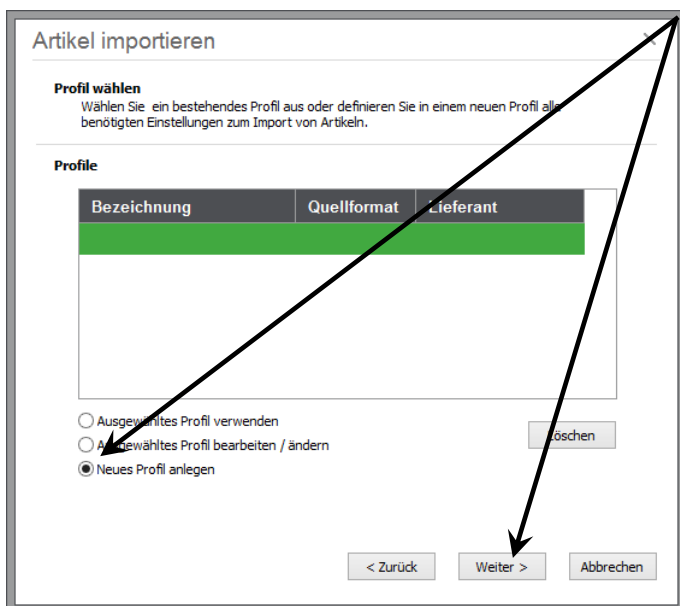 Artikel importieren
Profil wählen
Wählen Sie ein bestehendes Profil aus oder definieren Sie in einem neuen Profil alle
benötigten Einstellungen zum Import von Artikeln.
Profile
Bezeichnung Quellformat Lieferant
Ausgewähltes Profil verwenden
Ausgewähltes Profil bearbeiten / ändern
Löschen
Neues Profil anlegen
< Zurück Weiter > Abbrechen